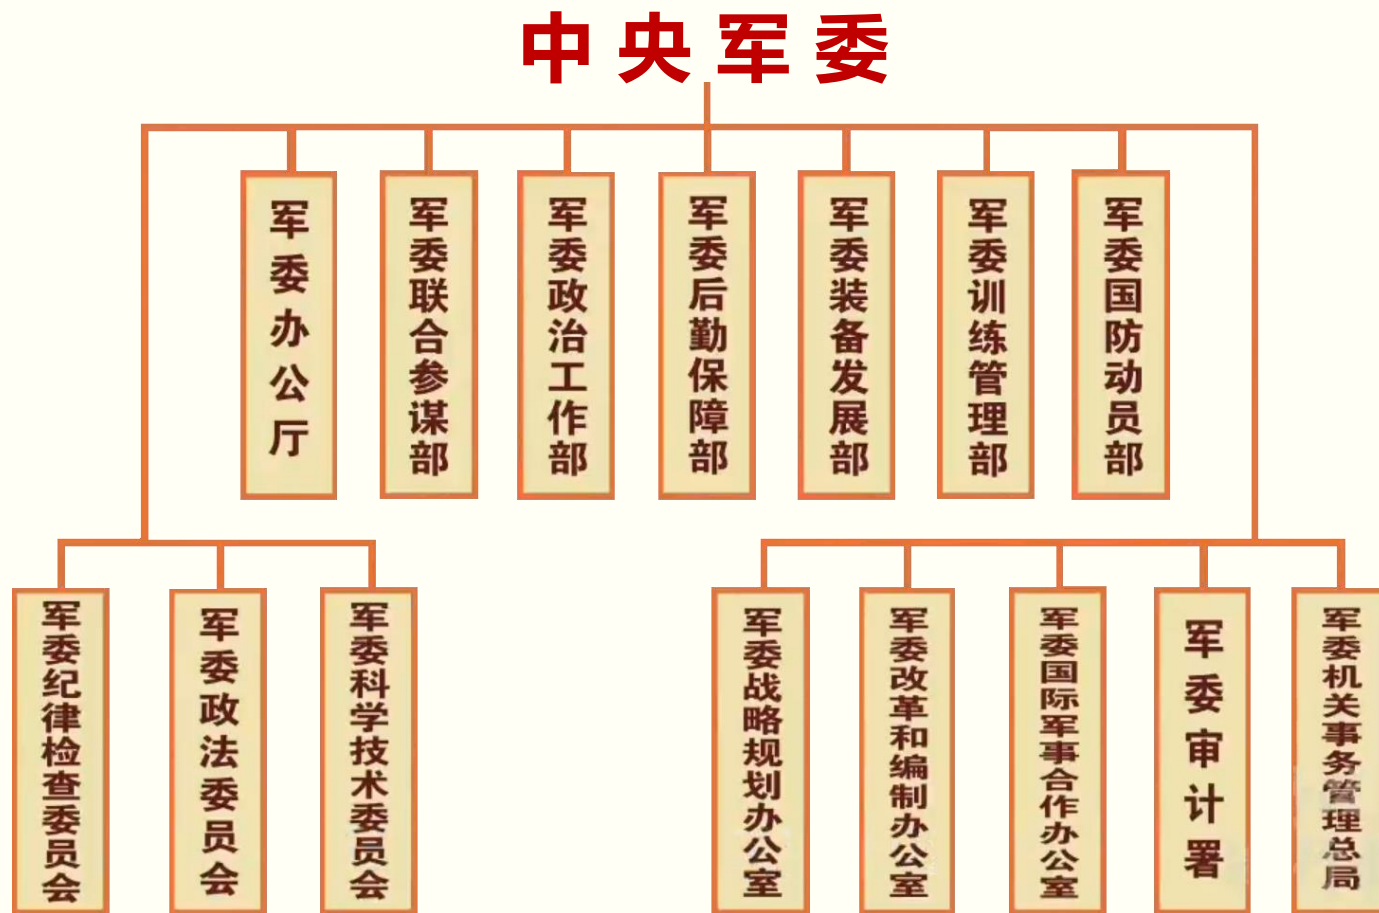 中央军委
军委办公厅
军委联合参谋部
军委政治工作部
军委后勤保障部
军委装备发展部
军委训练管理部
军委国防动员部
军委纪律检查委员会
军委政法委员会
军委科学技术委员会
军委战略规划办公室
军委改革和编制办公室
军委国际军事合作办公室
军委审计署
军委机关事务管理总局